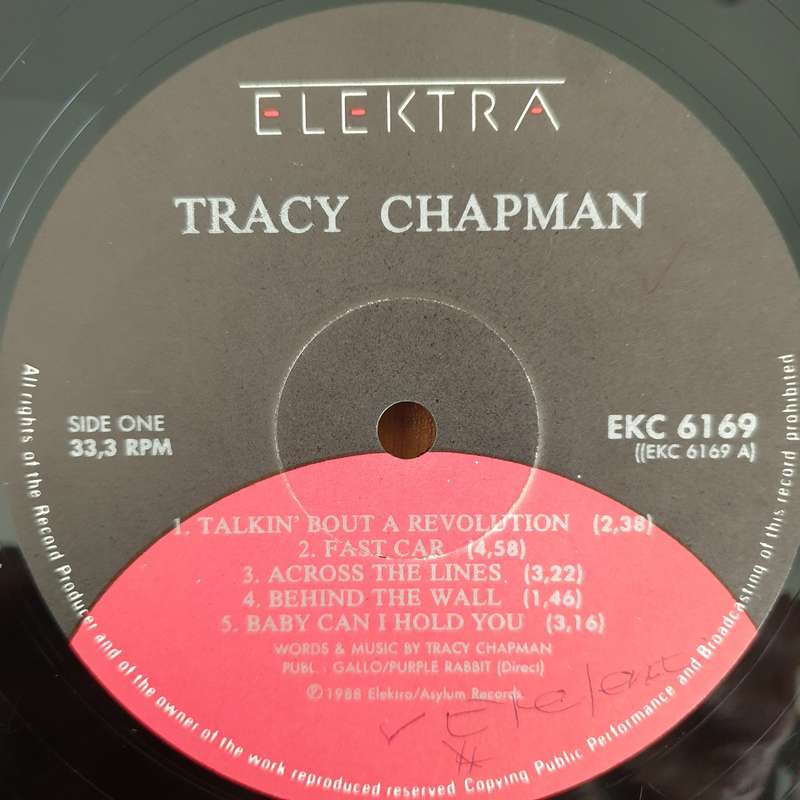 ELEKTRA
TRACY CHAPMAN
SIDE ONE
33,3 RPM
EKC 6169
((EKC 6169 A)
1. TALKIN' BOUT A REVOLUTION (2,38)
2. FAST CAR (4,58)
3. ACROSS THE LINES (3,22)
4. BEHIND THE WALL (1,46)
5. BABY CAN I HOLD YOU (3,16)
WORDS & MUSIC BY TRACY CHAPMAN
PUBL.: GALLO/PURPLE RABBIT (Direct)
℗1988 Elektro/Asylum Records
All rights of the Record Producer and of the owner of the work reproduced reserved Copying Public Performance and Broadcasting of this record prohibited